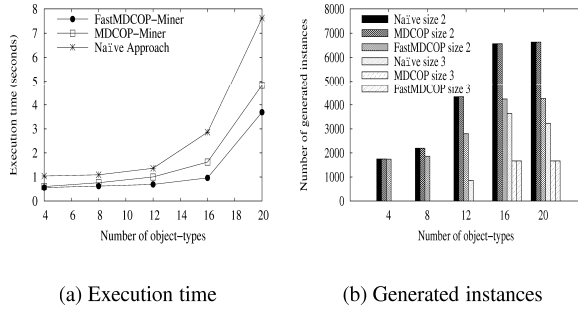 FastMDCOP-Miner
MDCOP-Miner
Naïve Approach
Execution time (seconds)
8
7
6
5
4
3
2
1
0
4 6 8 10 12 14 16 18 20
Number of object-types
(a) Execution time
Naïve size 2
MDCOP size 2
FastMDCOP size 2
Naïve size 3
MDCOP size 3
FastMDCOP size 3
Number of generated instances
8000
7000
6000
5000
4000
3000
2000
1000
0
4 8 12 16 20
Number of object-types
(b) Generated instances